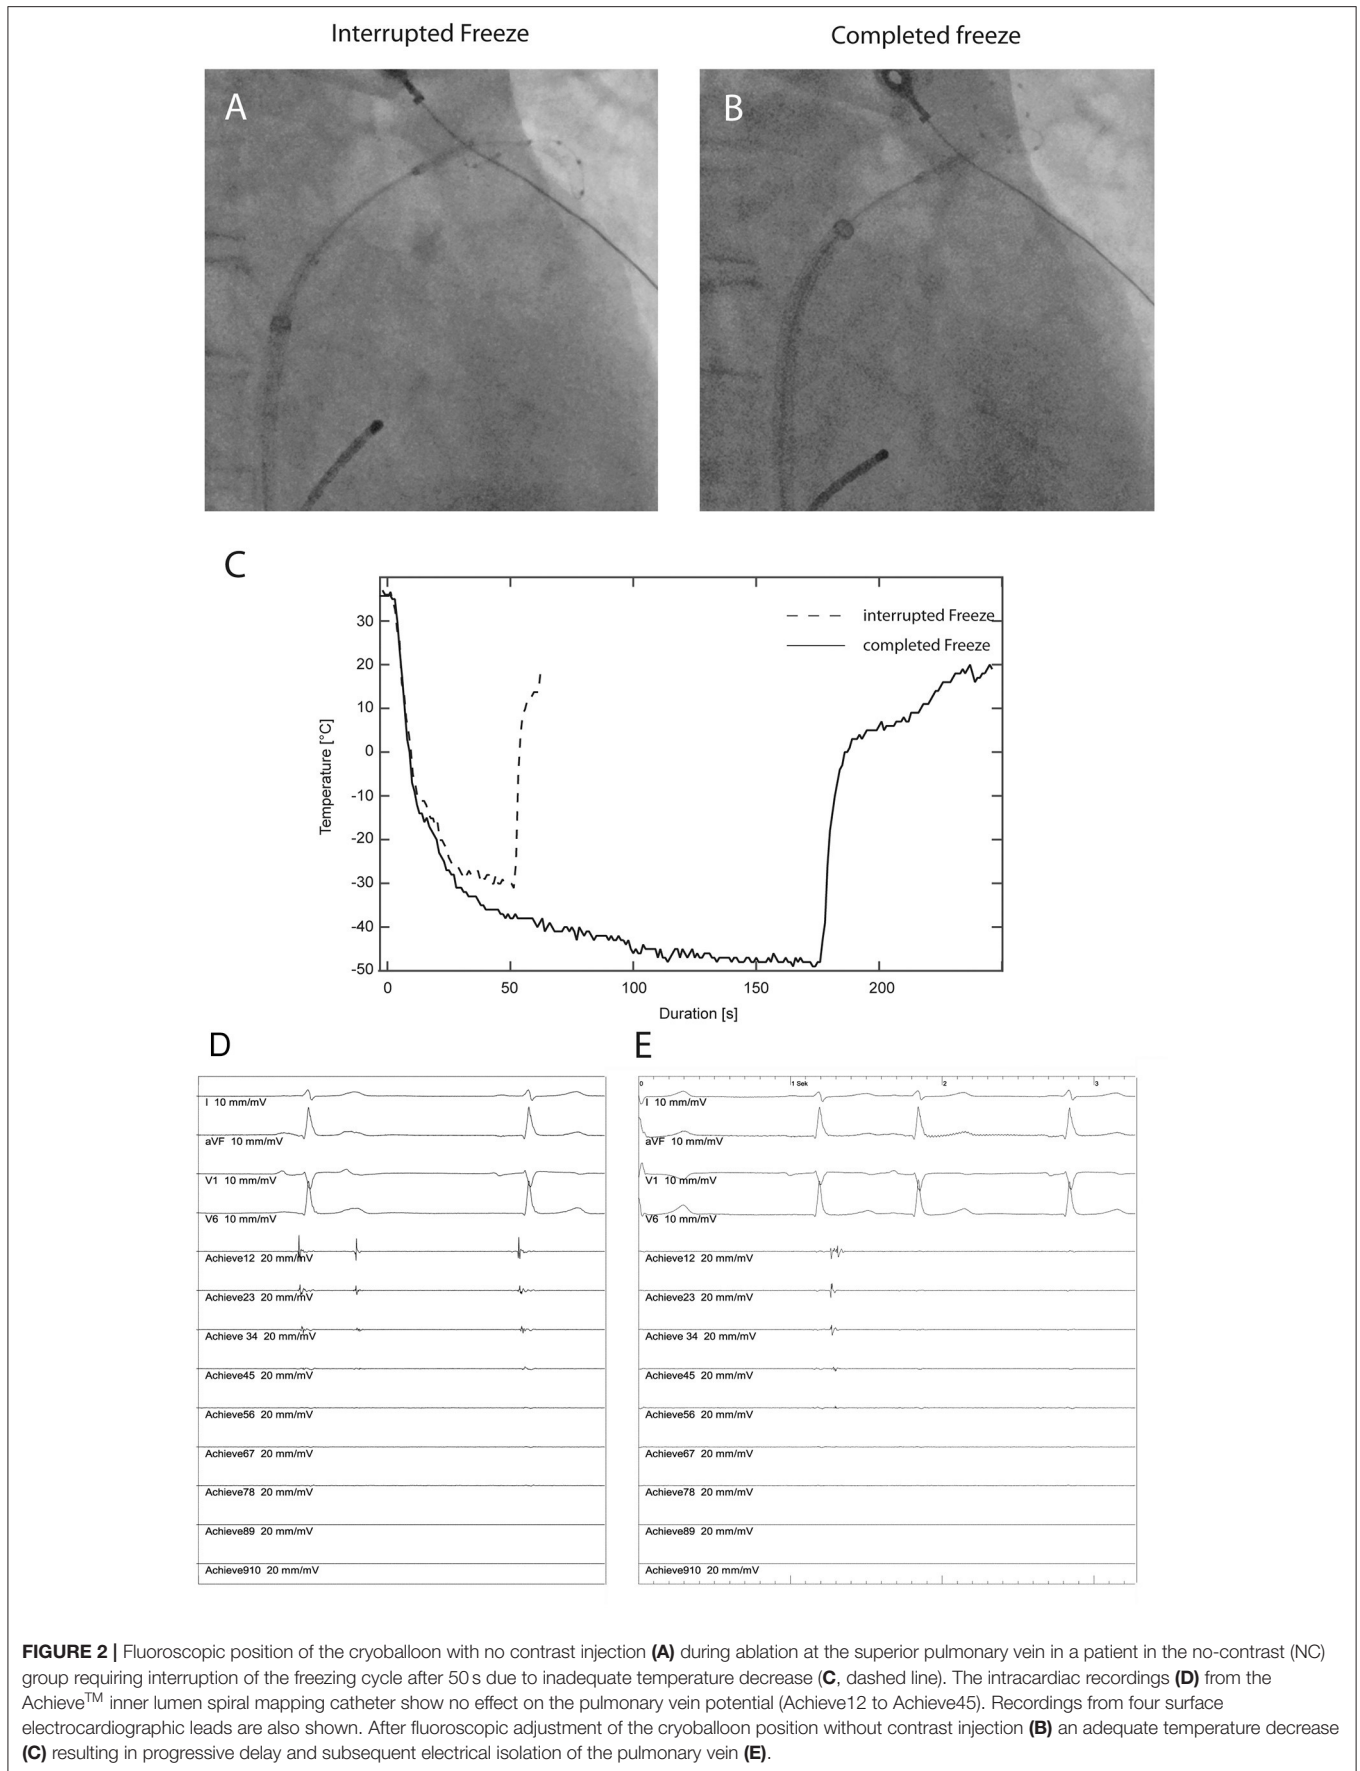 Interrupted Freeze
Completed freeze
A
B
C
interrupted Freeze
completed Freeze
30
20
10
0
-10
-20
-30
-40
-50
Temperature [°C]
0 50 100 150 200
Duration [s]
D
I 10 mm/mV
aVF 10 mm/mV
V1 10 mm/mV
V6 10 mm/mV
Achieve12 20 mm/mV
Achieve23 20 mm/mV
Achieve 34 20 mm/mV
Achieve45 20 mm/mV
Achieve56 20 mm/mV
Achieve67 20 mm/mV
Achieve78 20 mm/mV
Achieve89 20 mm/mV
Achieve910 20 mm/mV
E
0 1 Sek 2 3
I 10 mm/mV
aVF 10 mm/mV
V1 10 mm/mV
V6 10 mm/mV
Achieve12 20 mm/mV
Achieve23 20 mm/mV
Achieve 34 20 mm/mV
Achieve45 20 mm/mV
Achieve56 20 mm/mV
Achieve67 20 mm/mV
Achieve78 20 mm/mV
Achieve89 20 mm/mV
Achieve910 20 mm/mV
FIGURE 2 | Fluoroscopic position of the cryoballoon with no contrast injection (A) during ablation at the superior pulmonary vein in a patient in the no-contrast (NC)
group requiring interruption of the freezing cycle after 50 s due to inadequate temperature decrease (C, dashed line). The intracardiac recordings (D) from the
Achieve™ inner lumen spiral mapping catheter show no effect on the pulmonary vein potential (Achieve12 to Achieve45). Recordings from four surface
electrocardiographic leads are also shown. After fluoroscopic adjustment of the cryoballoon position without contrast injection (B) an adequate temperature decrease
(C) resulting in progressive delay and subsequent electrical isolation of the pulmonary vein (E).